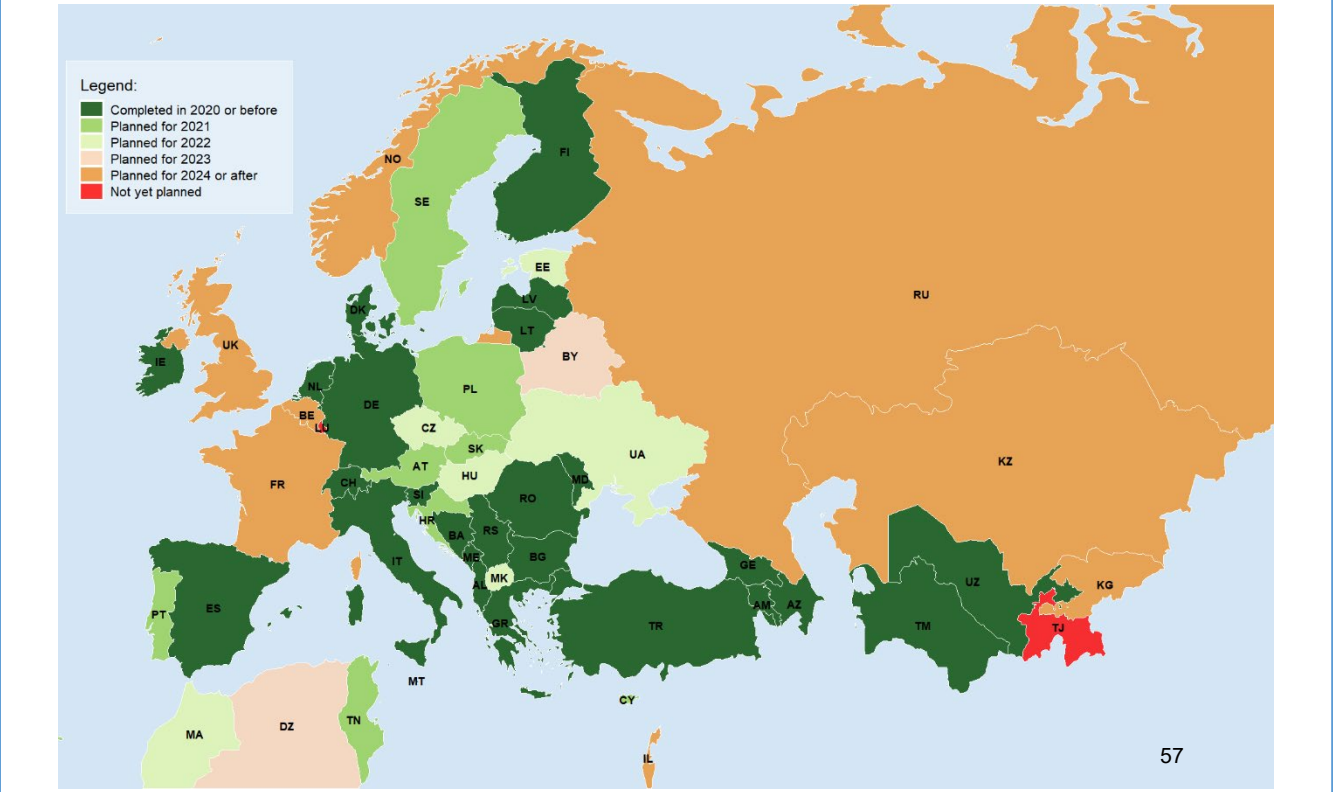 Legend:
Completed in 2020 or before
Planned for 2021
Planned for 2022
Planned for 2023
Planned for 2024 or after
Not yet planned
NO
FI
SE
EE
RU
LV
DK
LT
UK
BY
IE
NL
PL
DE
BE
LU
CZ
SK
UA
KZ
AT
HU
FR
CH
MD
SI
RO
HR
RS
BA
BG
ME
IT
GE
MK
UZ
KG
AL
ES
PT
AM
AZ
GR
TR
TM
TJ
MT
CY
TN
DZ
MA
IL
57